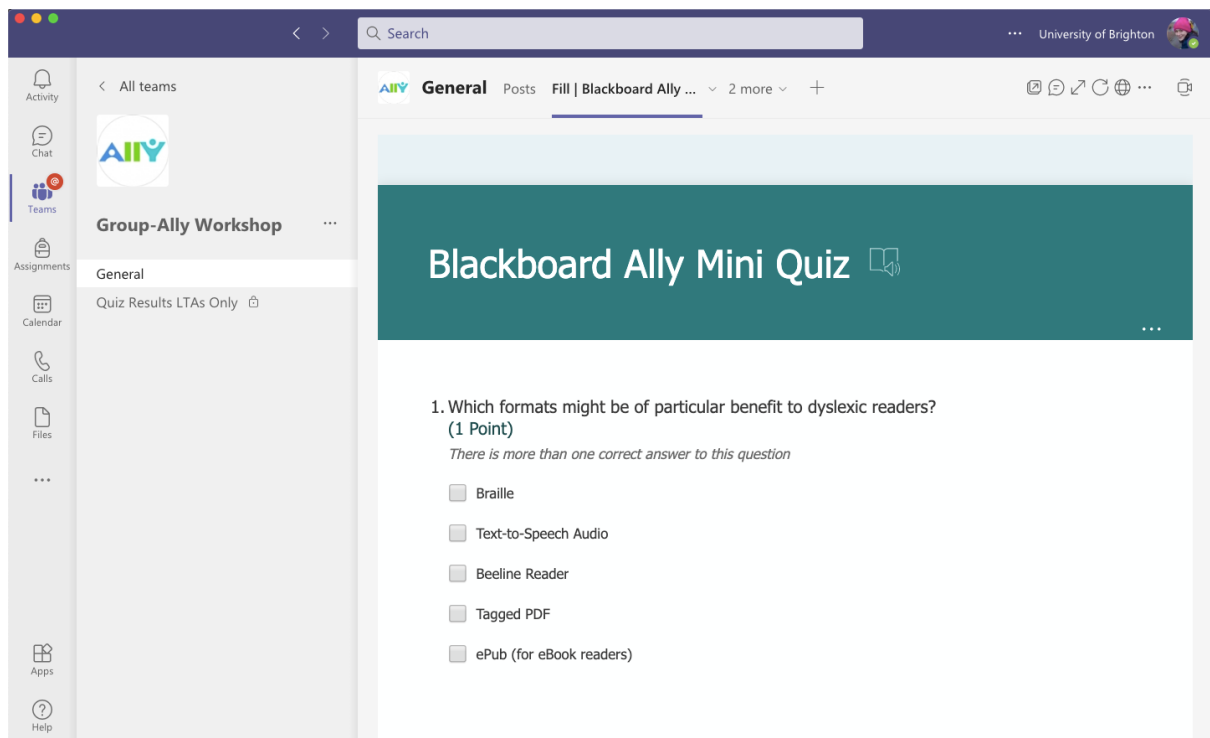 Search
University of Brighton
Activity
Chat
Teams
Assignments
Calendar
Calls
Files
Apps
Help
All teams
Ally
Group-Ally Workshop
General
Quiz Results LTAs Only
Ally
General Posts Fill | Blackboard Ally ... 2 more
Blackboard Ally Mini Quiz
1. Which formats might be of particular benefit to dyslexic readers?
(1 Point)
There is more than one correct answer to this question
Braille
Text-to-Speech Audio
Beeline Reader
Tagged PDF
ePub (for eBook readers)